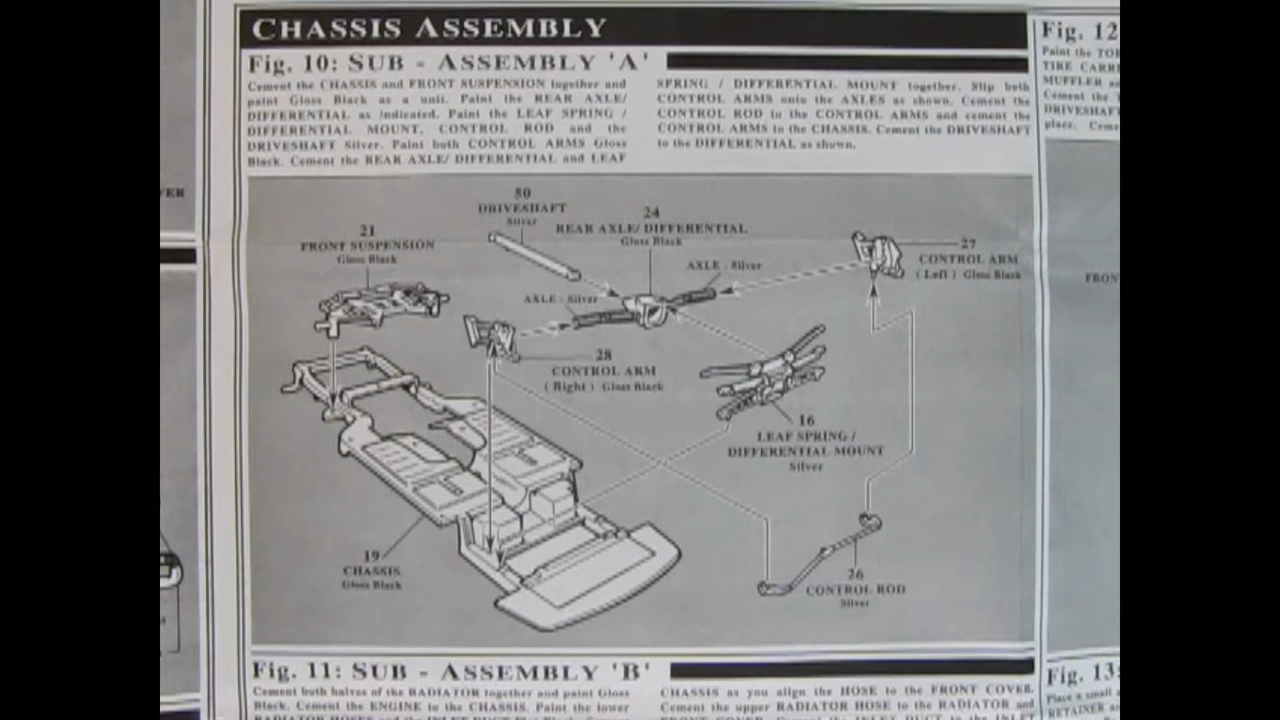 CHASSIS ASSEMBLY
Fig. 10: SUB - ASSEMBLY 'A'
Cement the CHASSIS and FRONT SUSPENSION together and
paint Gloss Black as a unit. Paint the REAR AXLE/
DIFFERENTIAL as indicated. Paint the LEAF SPRING /
DIFFERENTIAL MOUNT, CONTROL ROD and the
DRIVESHAFT Silver. Paint both CONTROL ARMS Gloss
Black. Cement the REAR AXLE/ DIFFERENTIAL and LEAF
SPRING / DIFFERENTIAL MOUNT together. Slip both
CONTROL ARMS onto the AXLES as shown. Cement the
CONTROL ROD to the CONTROL ARMS and cement the
CONTROL ARMS to the CHASSIS. Cement the DRIVESHAFT
to the DIFFERENTIAL as shown.
50
DRIVESHAFT
Silver
24
REAR AXLE/ DIFFERENTIAL
Gloss Black
21
FRONT SUSPENSION
Gloss Black
27
CONTROL ARM
( Left ) Gloss Black
AXLE - Silver
AXLE - Silver
28
CONTROL ARM
( Right ) Gloss Black
16
LEAF SPRING /
DIFFERENTIAL MOUNT
Silver
19
CHASSIS
Gloss Black
26
CONTROL ROD
Silver
Fig. 11: SUB - ASSEMBLY 'B'
Cement both halves of the RADIATOR together and paint Gloss
Black. Cement the ENGINE to the CHASSIS. Paint the lower
CHASSIS as you align the HOSE to the FRONT COVER.
Cement the upper RADIATOR HOSE to the RADIATOR and
Fig. 12
Paint the TOP
TIRE CARR
MUFFLER an
Cement the
DRIVESHAFT
place. Ceme
FRON
Fig. 13:
Place a small
RETAINER
VER